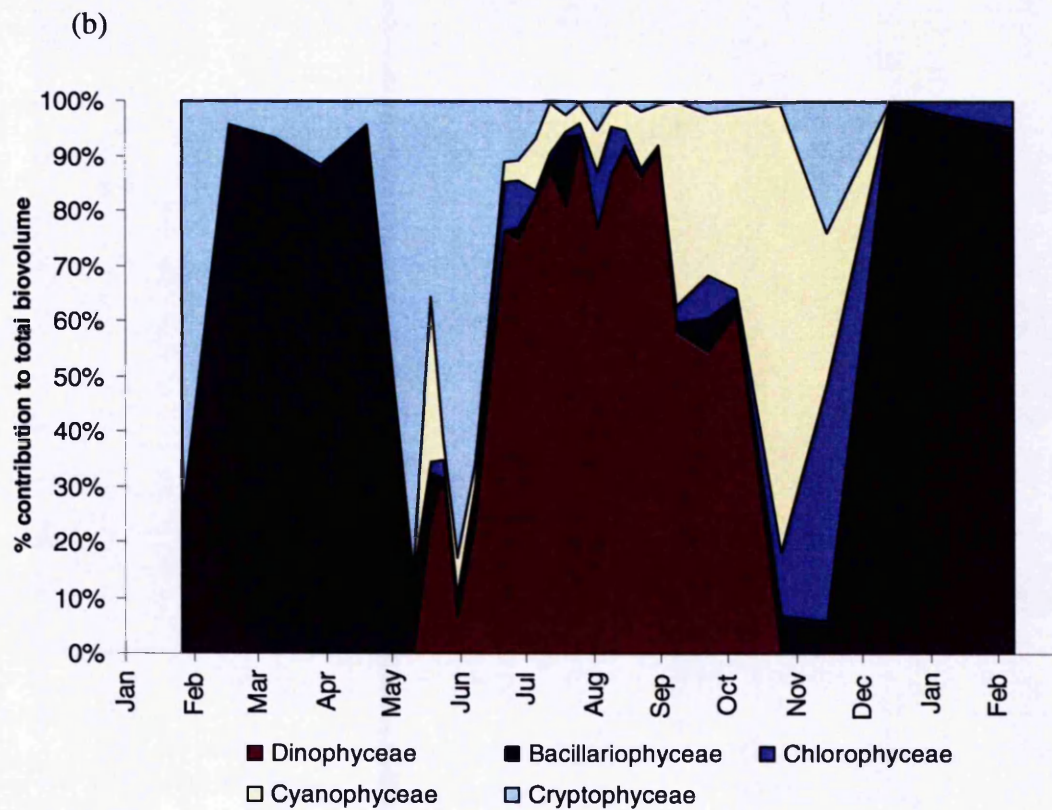 (b)
% contribution to total biovolume
100%
90%
80%
70%
60%
50%
40%
30%
20%
10%
0%
Jan
Feb
Mar
Apr
May
Jun
Jul
Aug
Sep
Oct
Nov
Dec
Jan
Feb
Dinophyceae Bacillariophyceae Chlorophyceae
Cyanophyceae Cryptophyceae